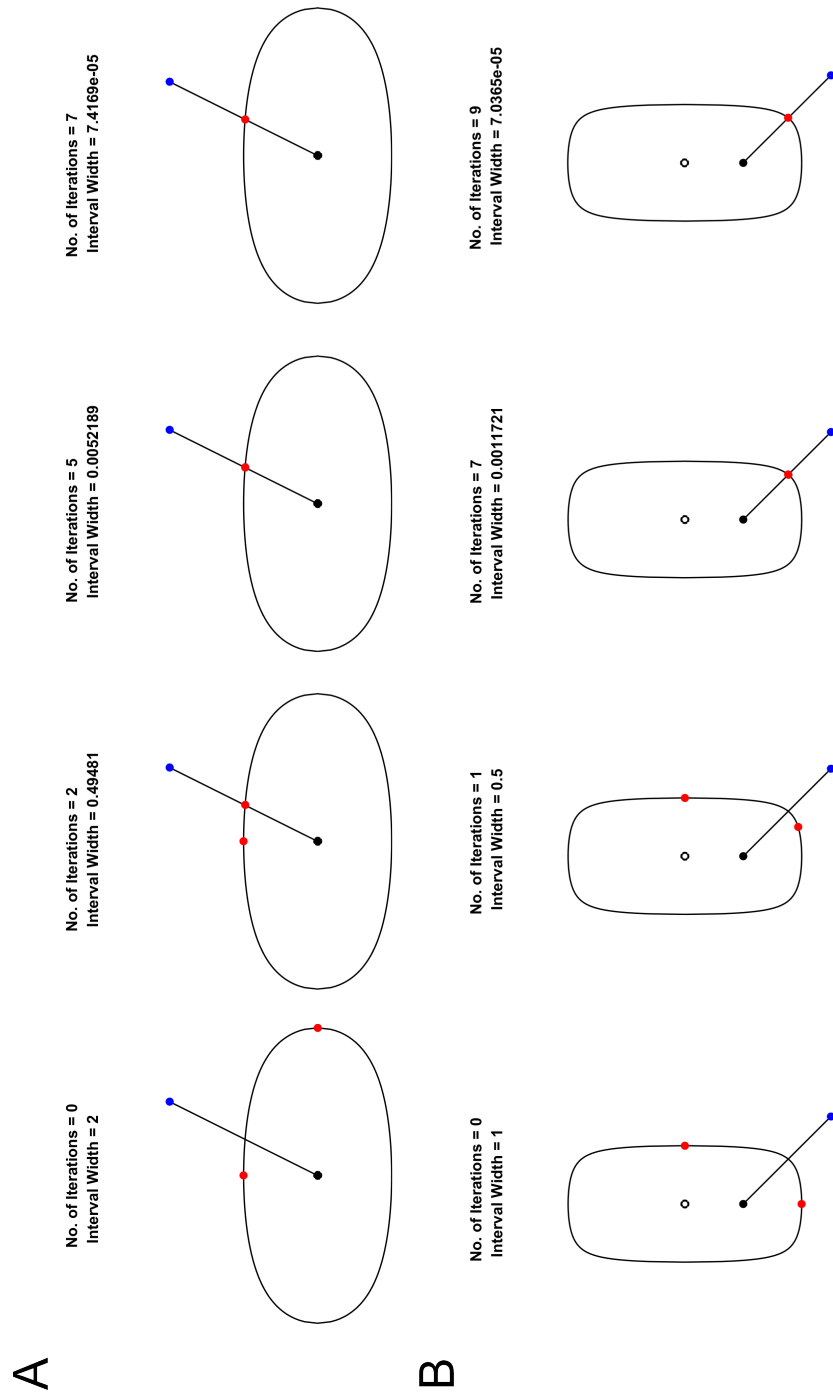 A
No. of Iterations = 0
Interval Width = 2
No. of Iterations = 2
Interval Width = 0.49481
No. of Iterations = 5
Interval Width = 0.0052189
No. of Iterations = 7
Interval Width = 7.4169e-05
B
No. of Iterations = 0
Interval Width = 1
No. of Iterations = 1
Interval Width = 0.5
No. of Iterations = 7
Interval Width = 0.0011721
No. of Iterations = 9
Interval Width = 7.0365e-05